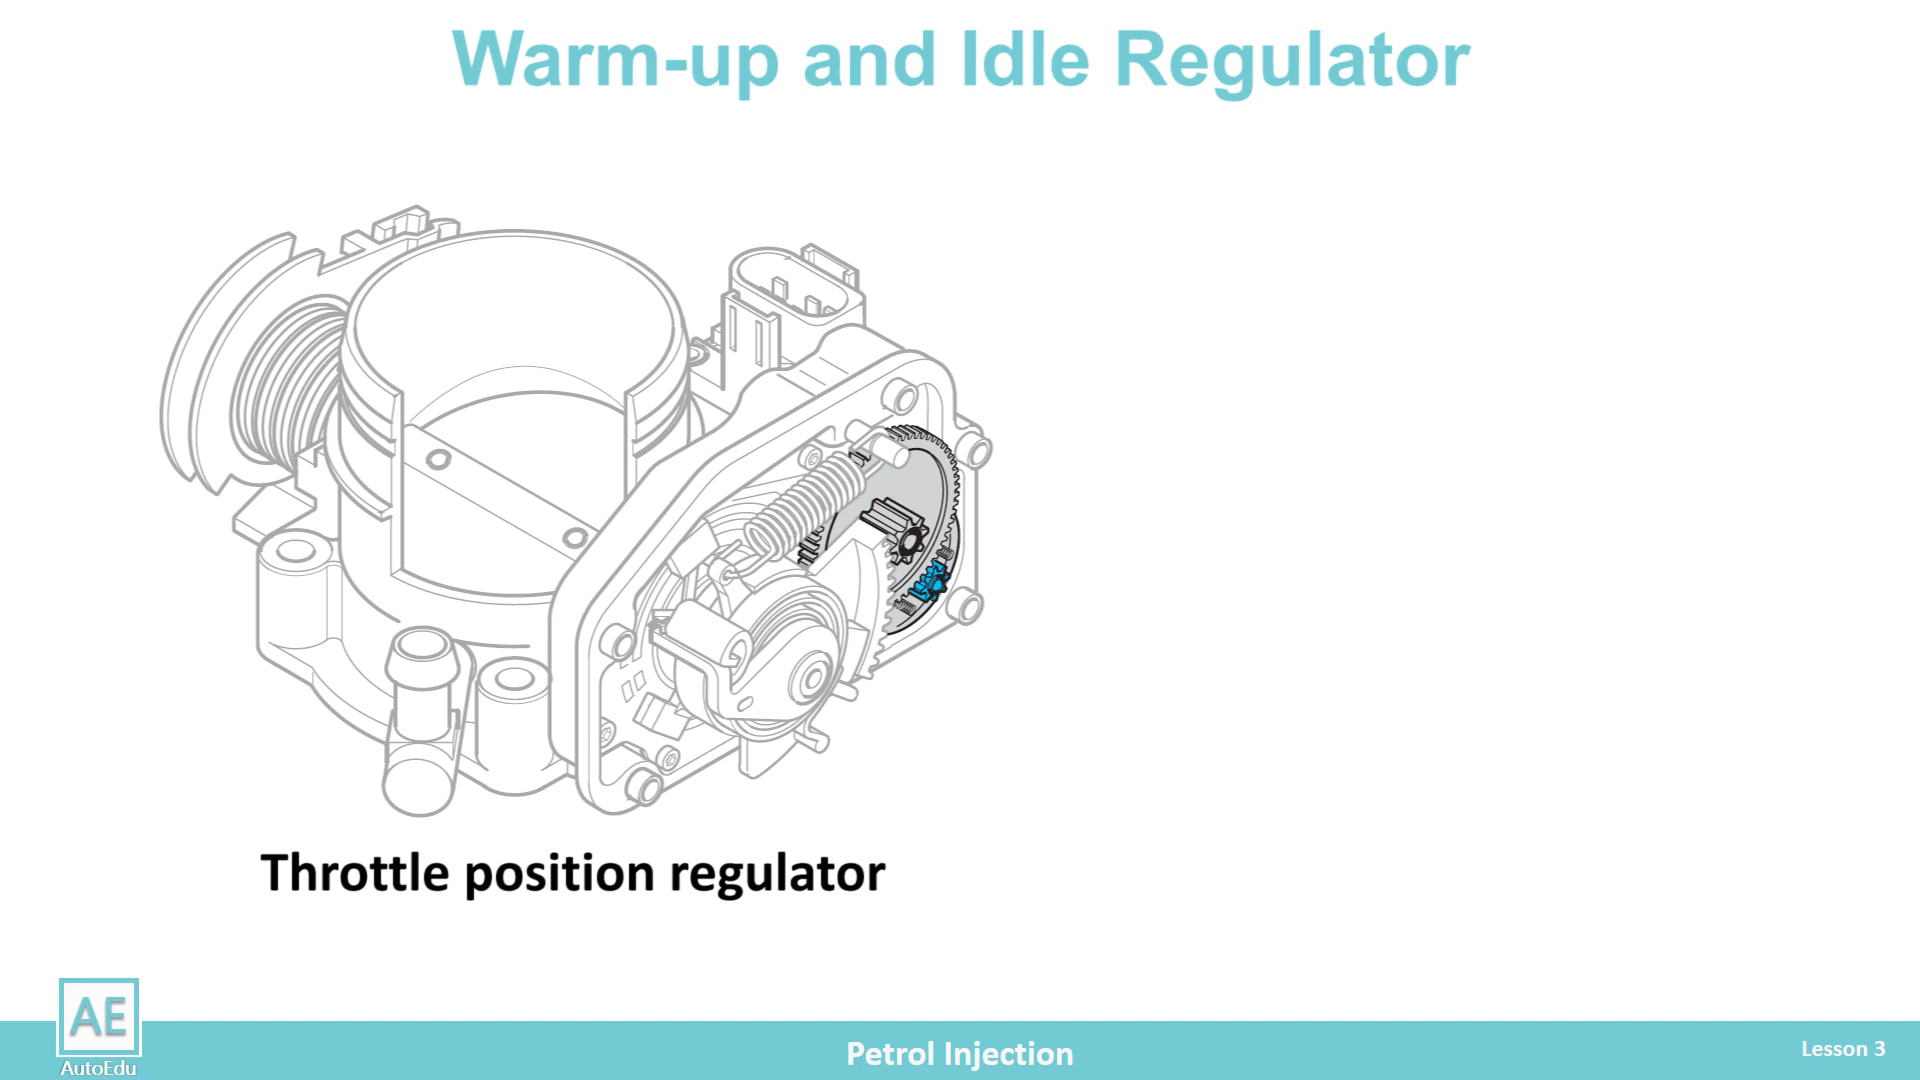 Warm-up and Idle Regulator
Throttle position regulator
AE
AutoEdu
Petrol Injection
Lesson 3